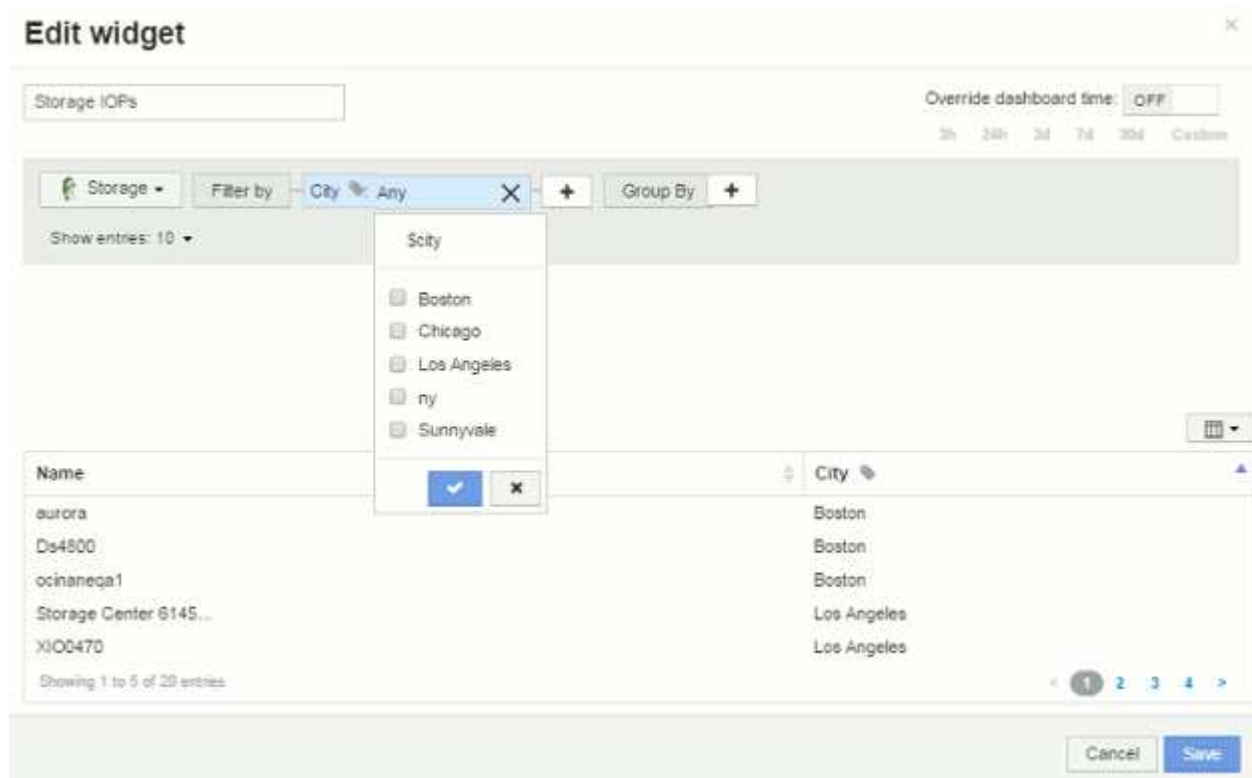 Edit widget
Storage IOPs
Override dashboard time: OFF
3h 24h 3d 7d 30d Custom
Storage Filter by City Any Group By
Show entries: 10
$city
Boston
Chicago
Los Angeles
ny
Sunnyvale
Name City
aurora Boston
Ds4800 Boston
ocinaneqa1 Boston
Storage Center 6145... Los Angeles
XIO0470 Los Angeles
Showing 1 to 5 of 20 entries < 1 2 3 4 >
Cancel Save